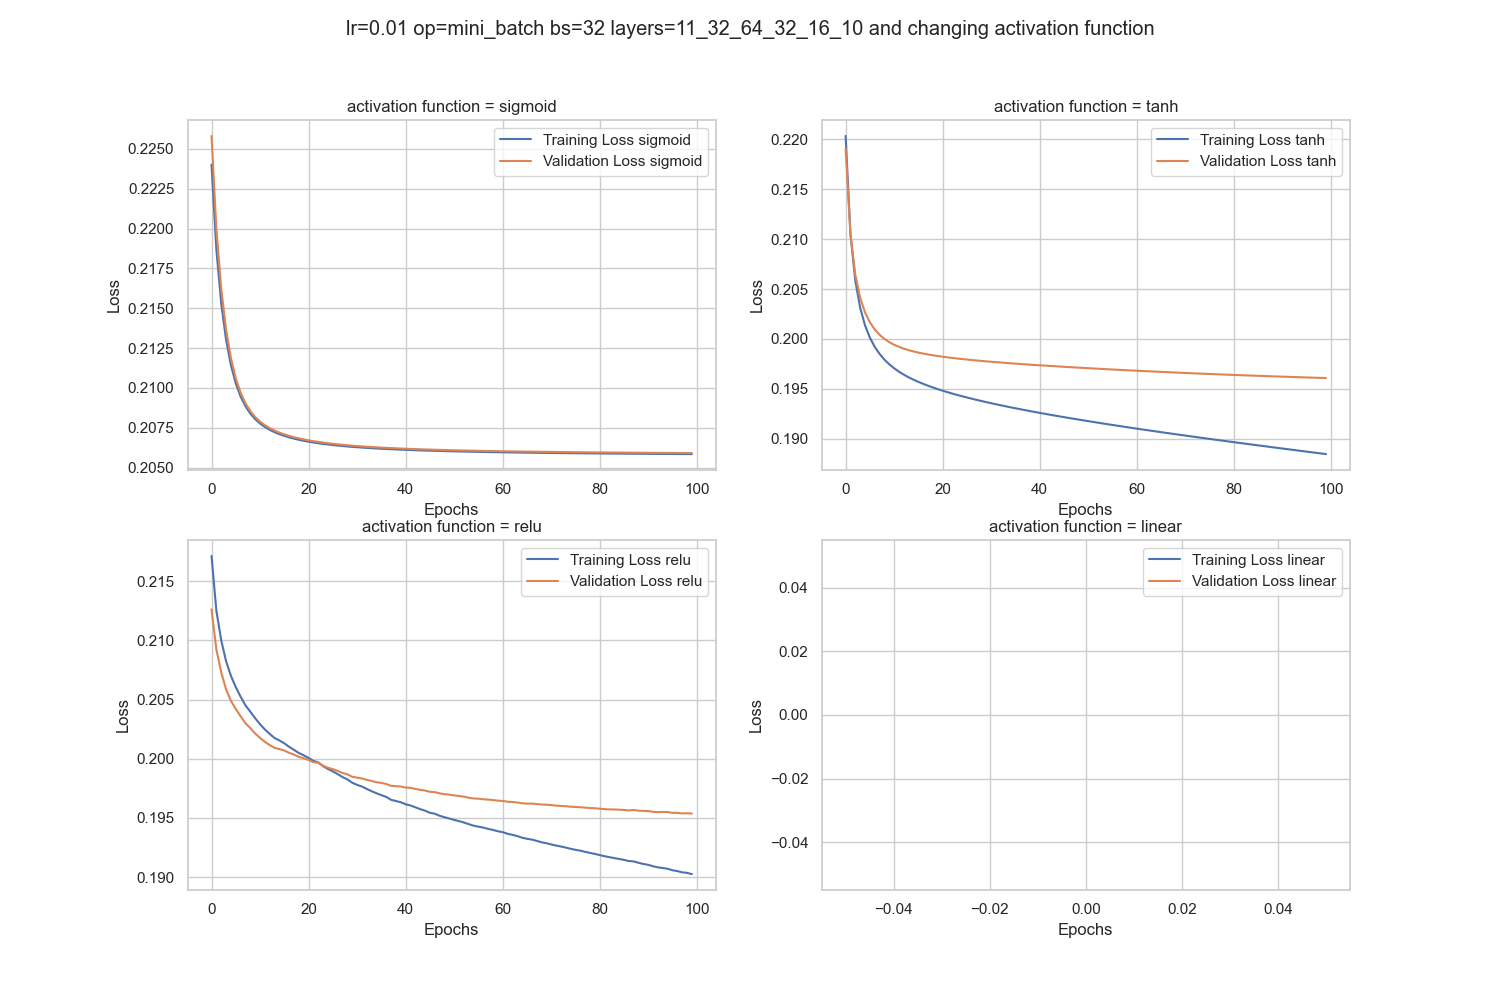 lr=0.01 op=mini_batch bs=32 layers=11_32_64_32_16_10 and changing activation function
activation function = sigmoid
Training Loss sigmoid
Validation Loss sigmoid
0.2250
0.2225
0.2200
0.2175
0.2150
0.2125
0.2100
0.2075
0.2050
Loss
0 20 40 60 80 100
Epochs
activation function = tanh
Training Loss tanh
Validation Loss tanh
0.220
0.215
0.210
0.205
0.200
0.195
0.190
Loss
0 20 40 60 80 100
Epochs
activation function = relu
Training Loss relu
Validation Loss relu
0.215
0.210
0.205
0.200
0.195
0.190
Loss
0 20 40 60 80 100
Epochs
activation function = linear
Training Loss linear
Validation Loss linear
0.04
0.02
0.00
−0.02
−0.04
Loss
−0.04 −0.02 0.00 0.02 0.04
Epochs